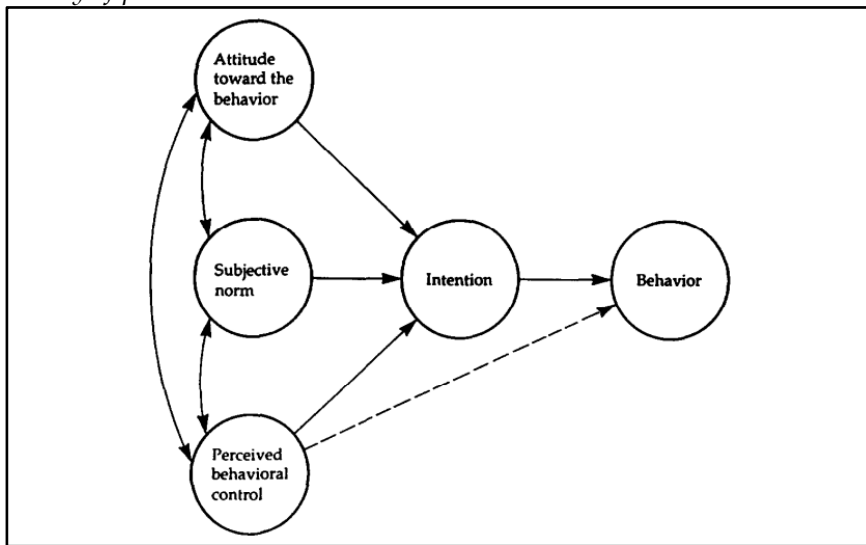 Attitude
toward the
behavior
Subjective
norm
Intention
Behavior
Perceived
behavioral
control